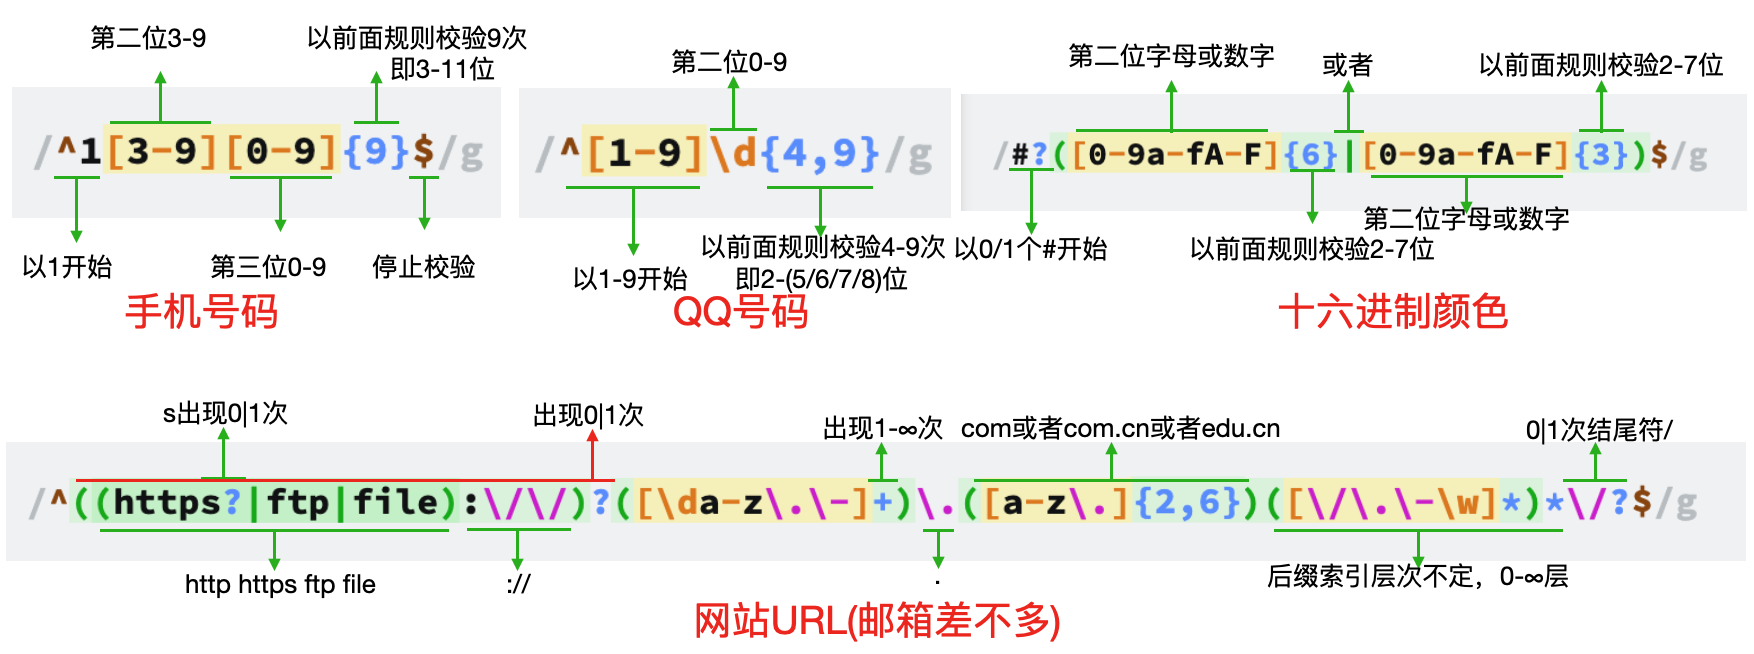 第二位3-9
以前面规则校验9次
即3-11位
/^1[3-9][0-9]{9}$/g
以1开始
第三位0-9
停止校验
手机号码
第二位0-9
/^[1-9]\d{4,9}/g
以1-9开始
以前面规则校验4-9次
即2-(5/6/7/8)位
QQ号码
第二位字母或数字
或者
以前面规则校验2-7位
/#?([0-9a-fA-F]{6}|[0-9a-fA-F]{3})$/g
以0/1个#开始
以前面规则校验2-7位
第二位字母或数字
十六进制颜色
s出现0|1次
出现0|1次
出现1-∞次
com或者com.cn或者edu.cn
0|1次结尾符/
/^((https?|ftp|file):\/\/)?([\da-z\.\-]+)\.([a-z\.]{2,6})([\/\.\-\w]*)*\/?$/g
http https ftp file
://
.
后缀索引层次不定，0-∞层
网站URL(邮箱差不多)